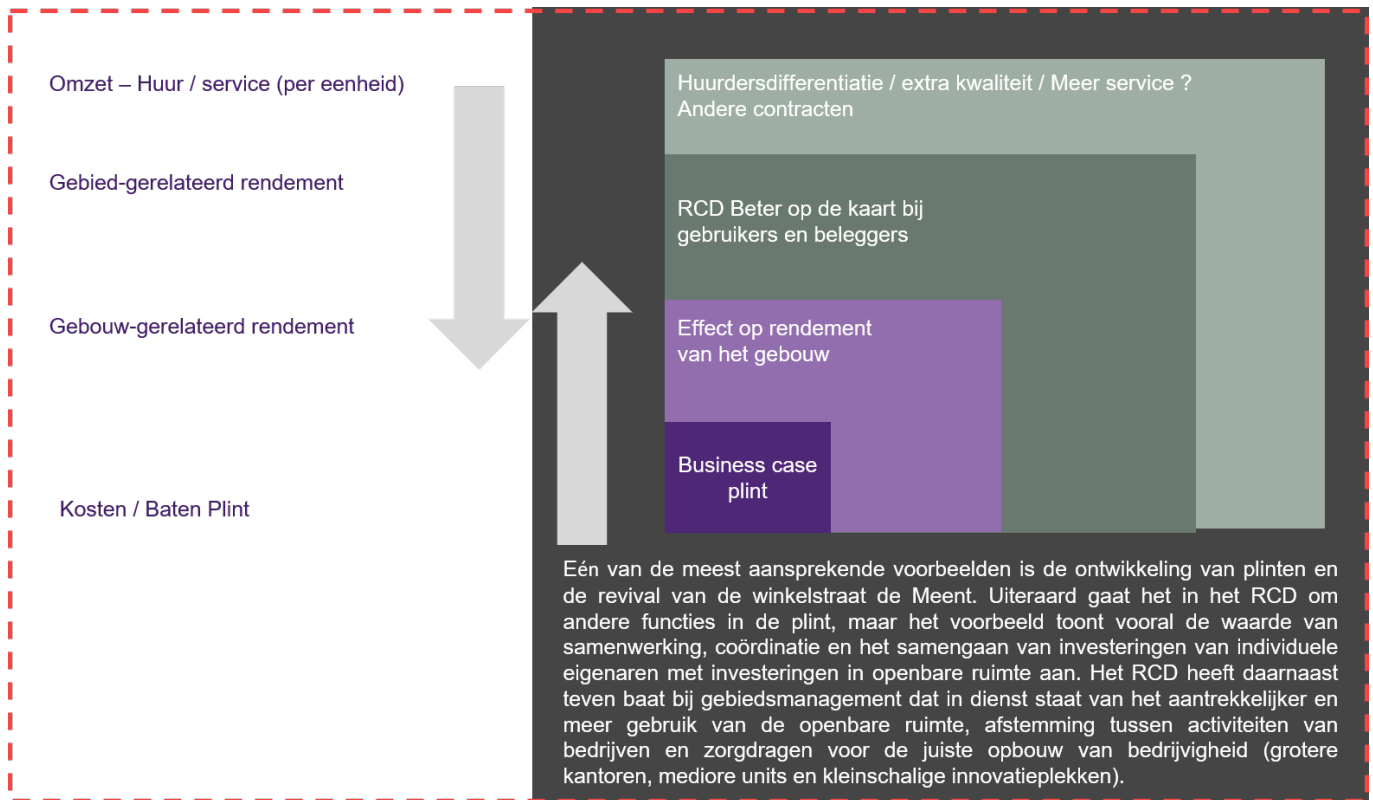 Omzet – Huur / service (per eenheid)
Gebied-gerelateerd rendement
Gebouw-gerelateerd rendement
Kosten / Baten Plint
Huurdersdifferentiatie / extra kwaliteit / Meer service ?
Andere contracten
RCD Beter op de kaart bij
gebruikers en beleggers
Effect op rendement
van het gebouw
Business case
plint
Eén van de meest aansprekende voorbeelden is de ontwikkeling van plinten en
de revival van de winkelstraat de Meent. Uiteraard gaat het in het RCD om
andere functies in de plint, maar het voorbeeld toont vooral de waarde van
samenwerking, coördinatie en het samengaan van investeringen van individuele
eigenaren met investeringen in openbare ruimte aan. Het RCD heeft daarnaast
teven baat bij gebiedsmanagement dat in dienst staat van het aantrekkelijker en
meer gebruik van de openbare ruimte, afstemming tussen activiteiten van
bedrijven en zorgdragen voor de juiste opbouw van bedrijvigheid (grotere
kantoren, mediore units en kleinschalige innovatieplekken).